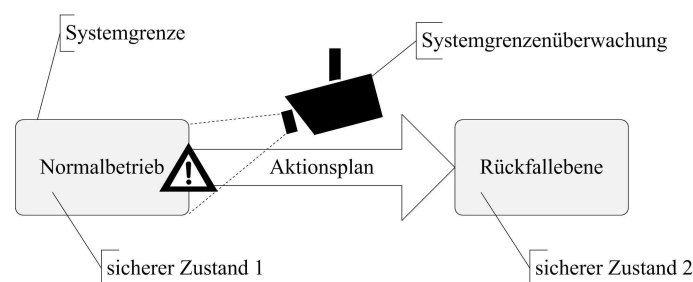 Systemgrenze
Systemgrenzenüberwachung
Normalbetrieb
!
Aktionsplan
Rückfallebene
sicherer Zustand 1
sicherer Zustand 2